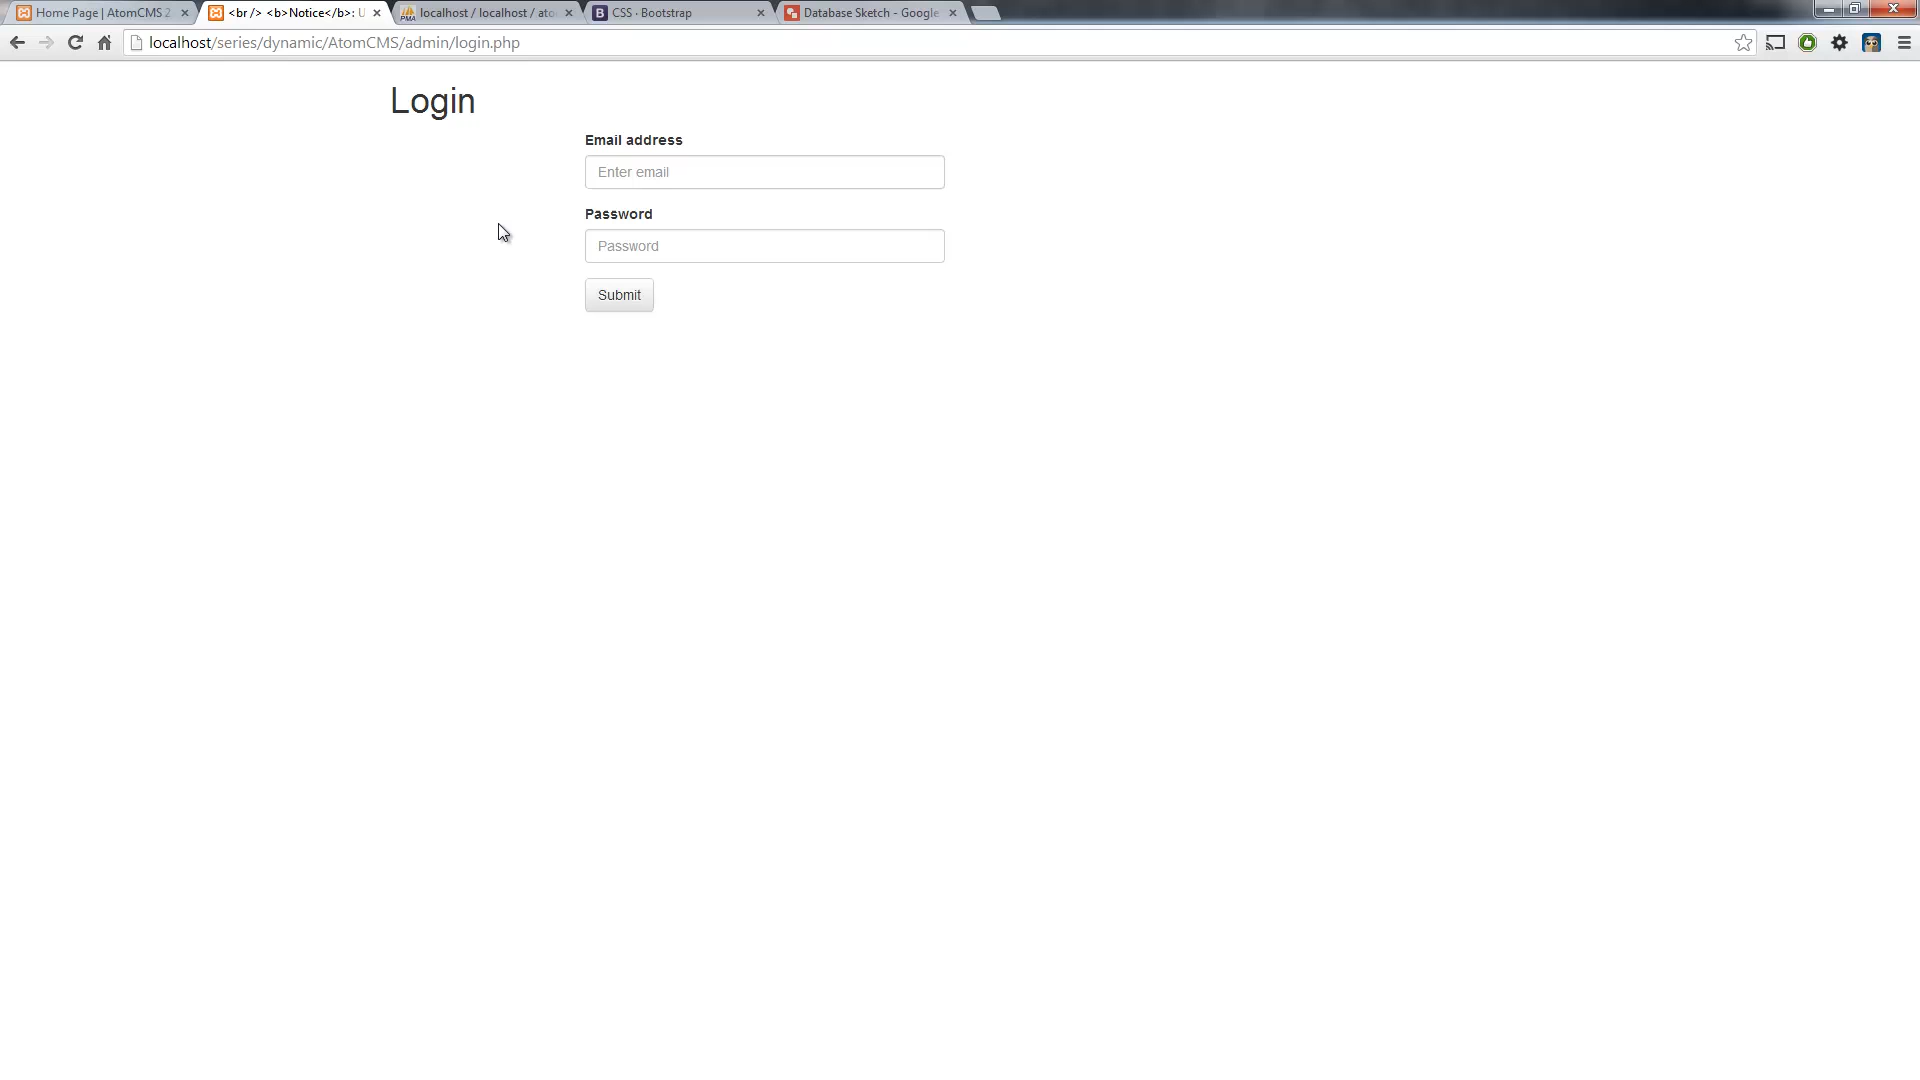 Home Page | AtomCMS 2
<br /> <b>Notice</b>: U
localhost / localhost / ato
CSS · Bootstrap
Database Sketch - Google
localhost/series/dynamic/AtomCMS/admin/login.php
Login
Email address
Enter email
Password
Password
Submit